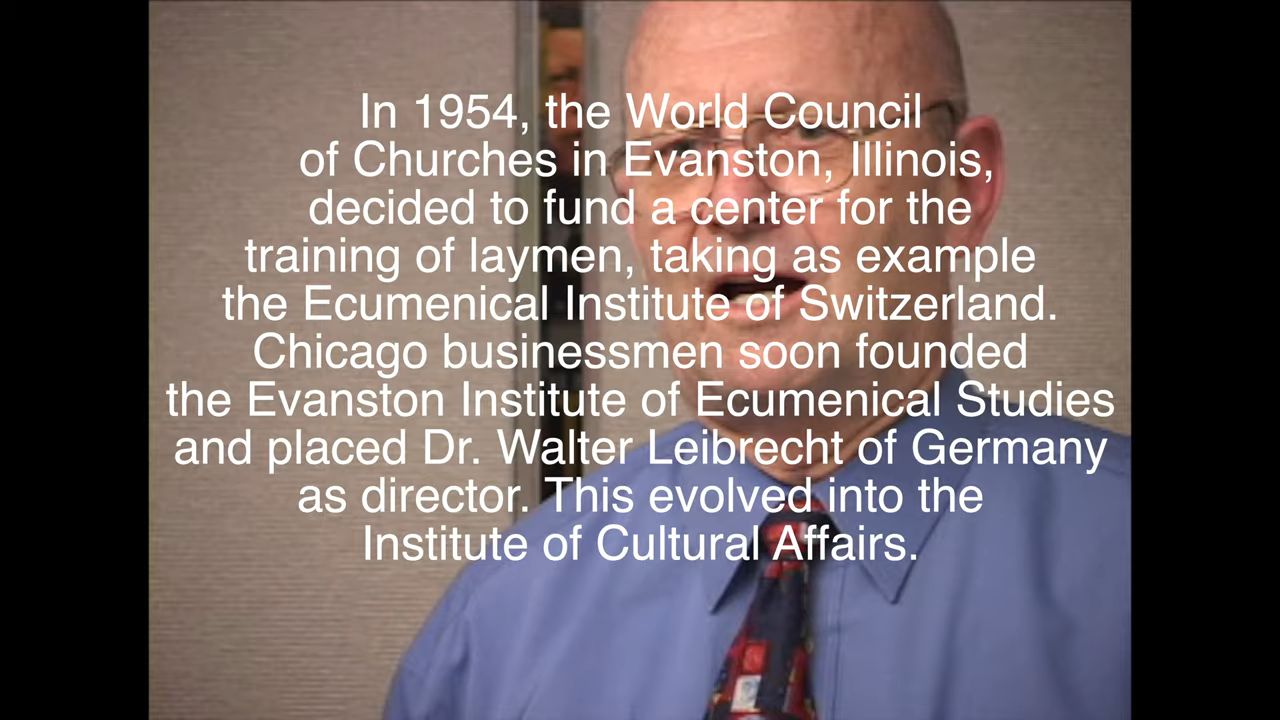 In 1954, the World Council
of Churches in Evanston, Illinois,
decided to fund a center for the
training of laymen, taking as example
the Ecumenical Institute of Switzerland.
Chicago businessmen soon founded
the Evanston Institute of Ecumenical Studies
and placed Dr. Walter Leibrecht of Germany
as director. This evolved into the
Institute of Cultural Affairs.